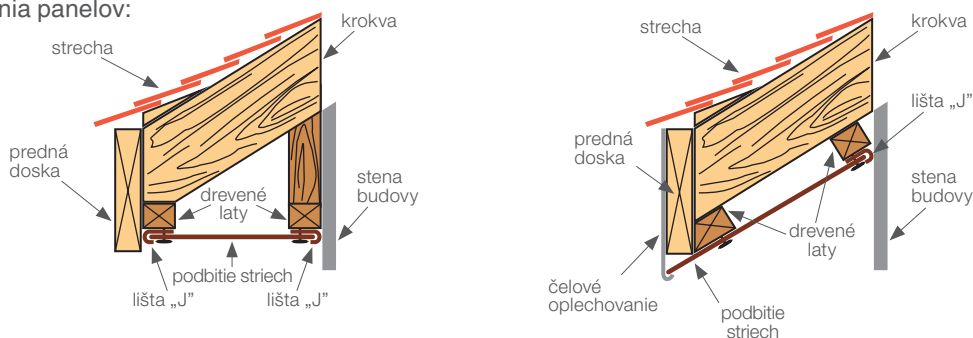 nia panelov:
strecha
krokva
predná
doska
drevené
laty
stena
budovy
podbitie striech
lišta „J”
lišta „J”
strecha
krokva
lišta „J”
predná
doska
stena
budovy
drevené
laty
čelové
oplechovanie
podbitie
striech